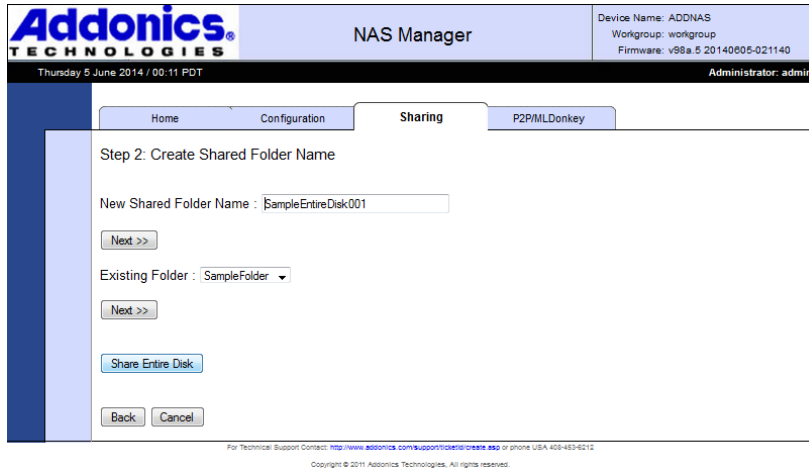 Addonics®
TECHNOLOGIES
NAS Manager
Device Name: ADDNAS
Workgroup: workgroup
Firmware: v98a.5 20140605-021140
Thursday 5 June 2014 / 00:11 PDT
Administrator: admin
Home
Configuration
Sharing
P2P/MLDonkey
Step 2: Create Shared Folder Name
New Shared Folder Name : SampleEntireDisk001
Next >>
Existing Folder : SampleFolder
Next >>
Share Entire Disk
Back Cancel
For Technical Support Contact: http://www.addonics.com/support/ticketid/create.asp or phone USA 408-453-6212
Copyright © 2011 Addonics Technologies, All rights reserved.